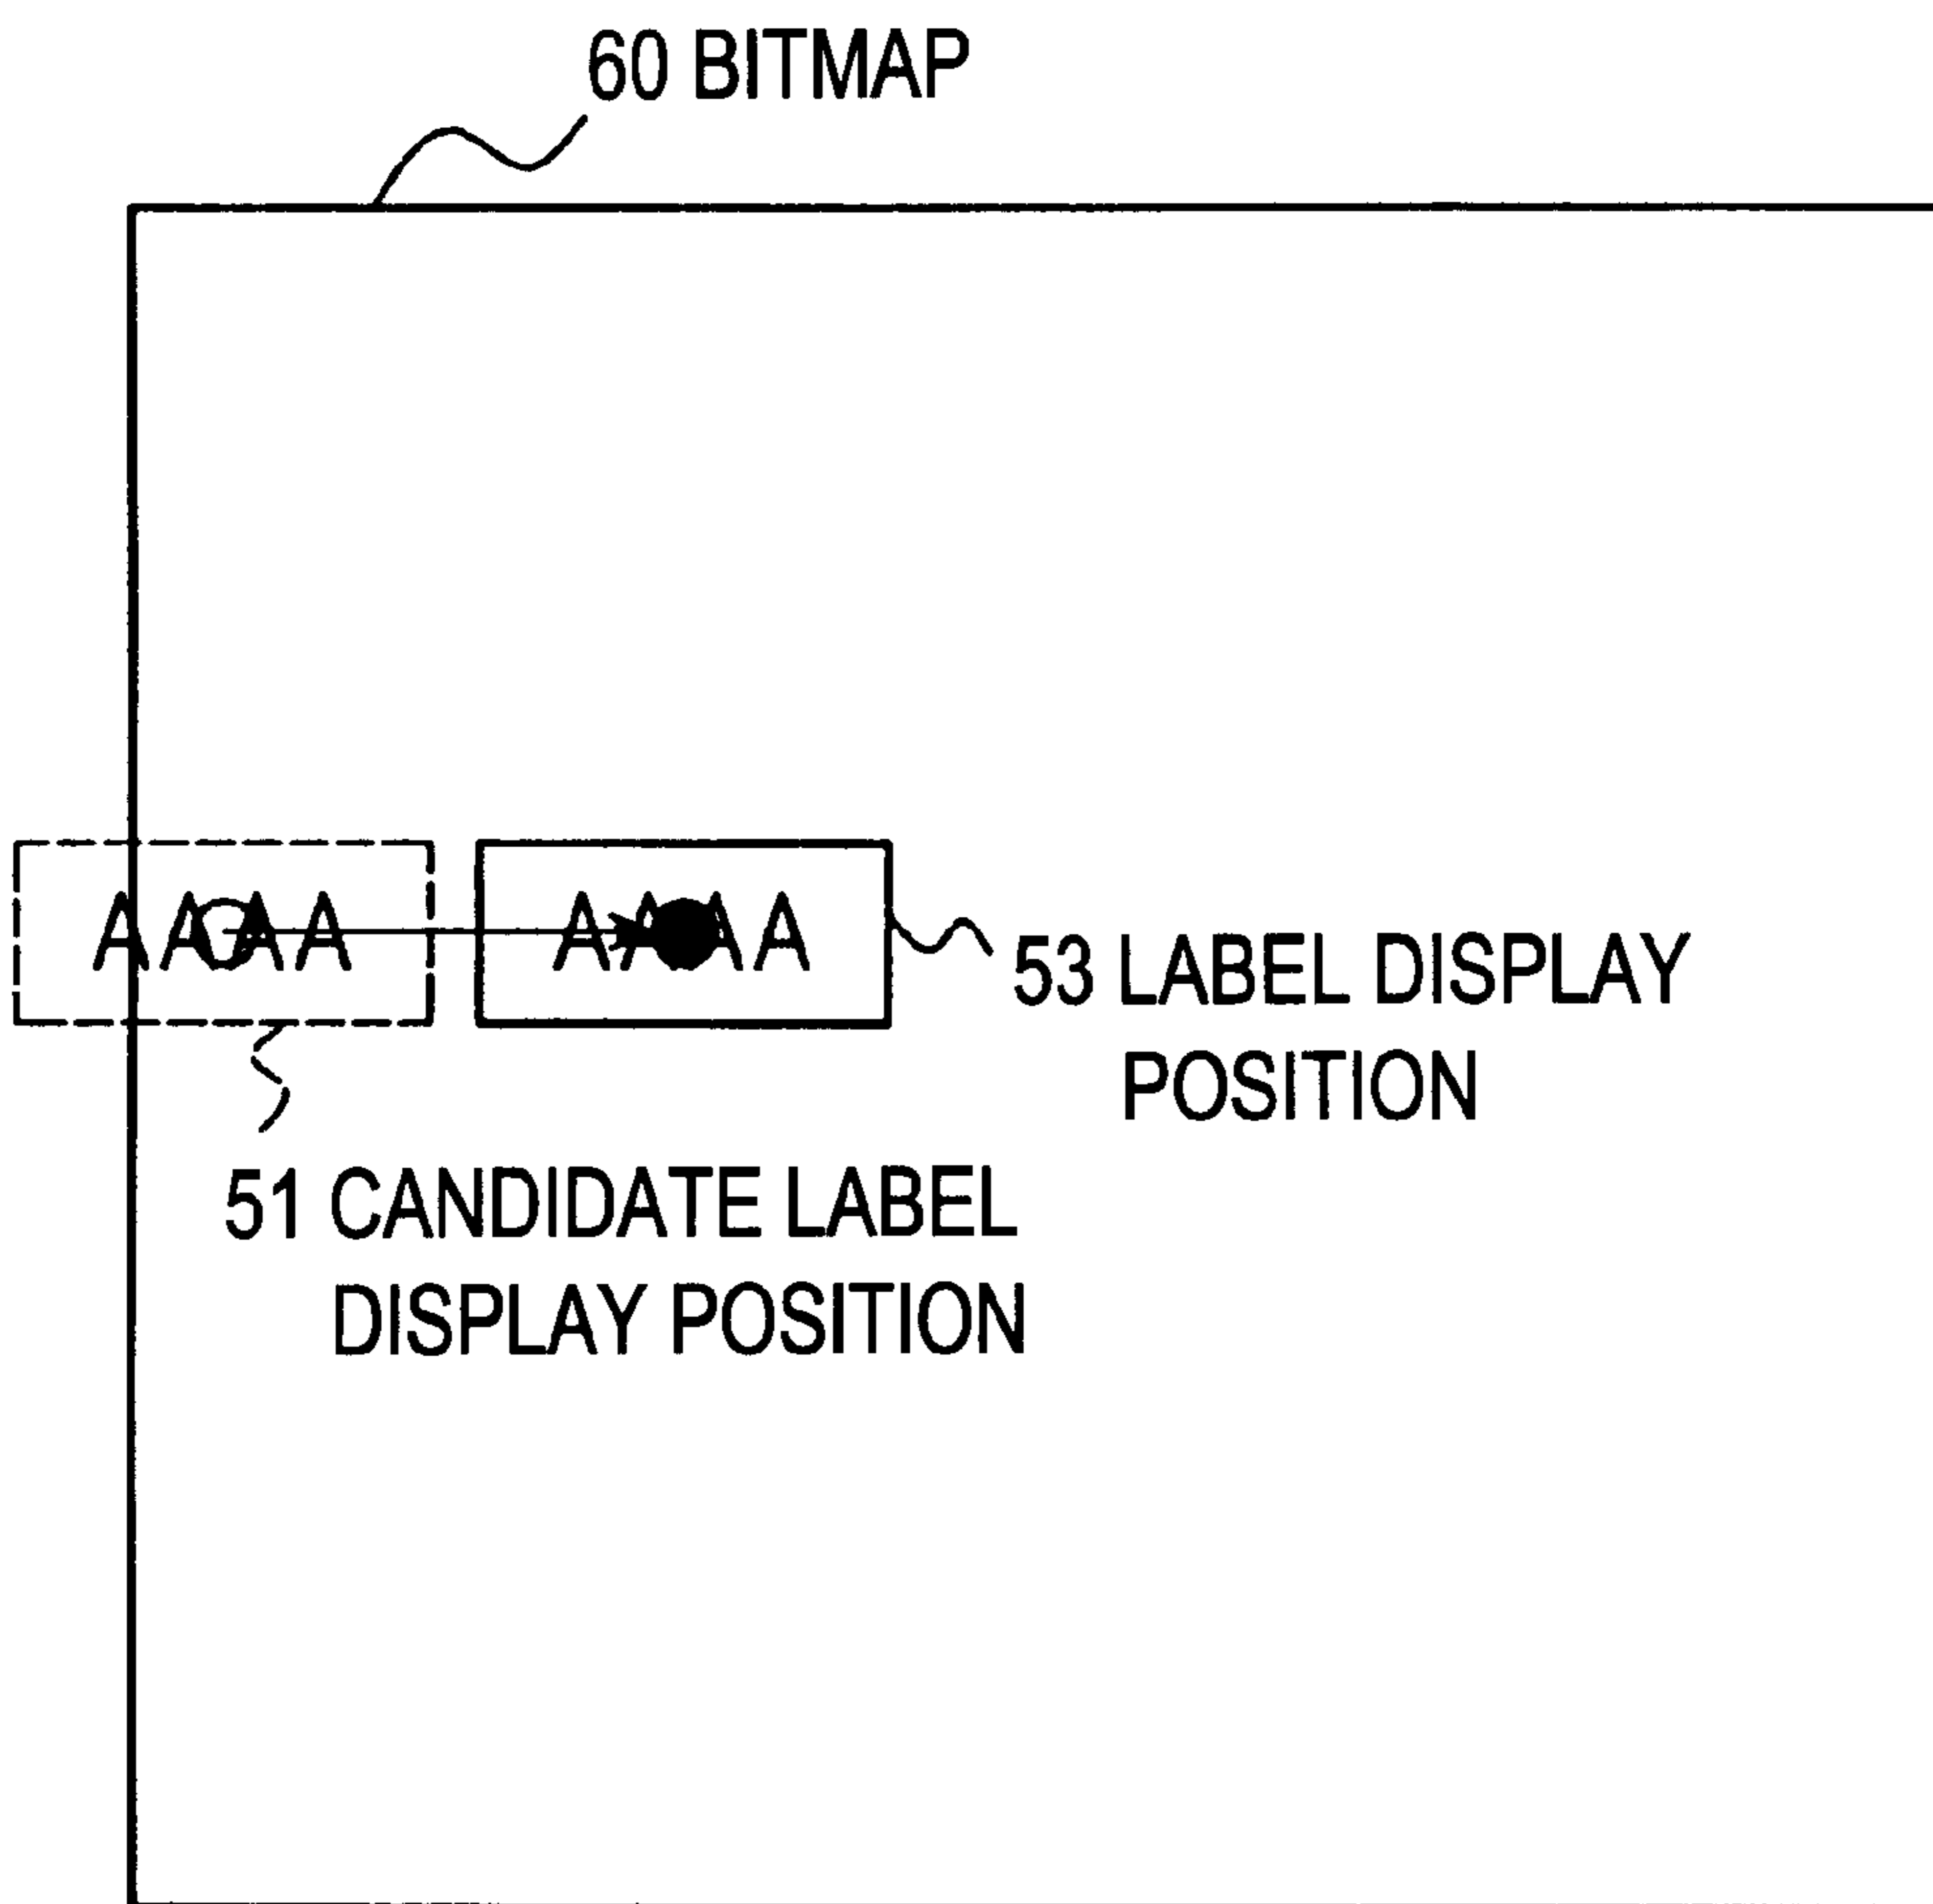 60 BITMAP
AAAA
AAAA
53 LABEL DISPLAY
POSITION
51 CANDIDATE LABEL
DISPLAY POSITION